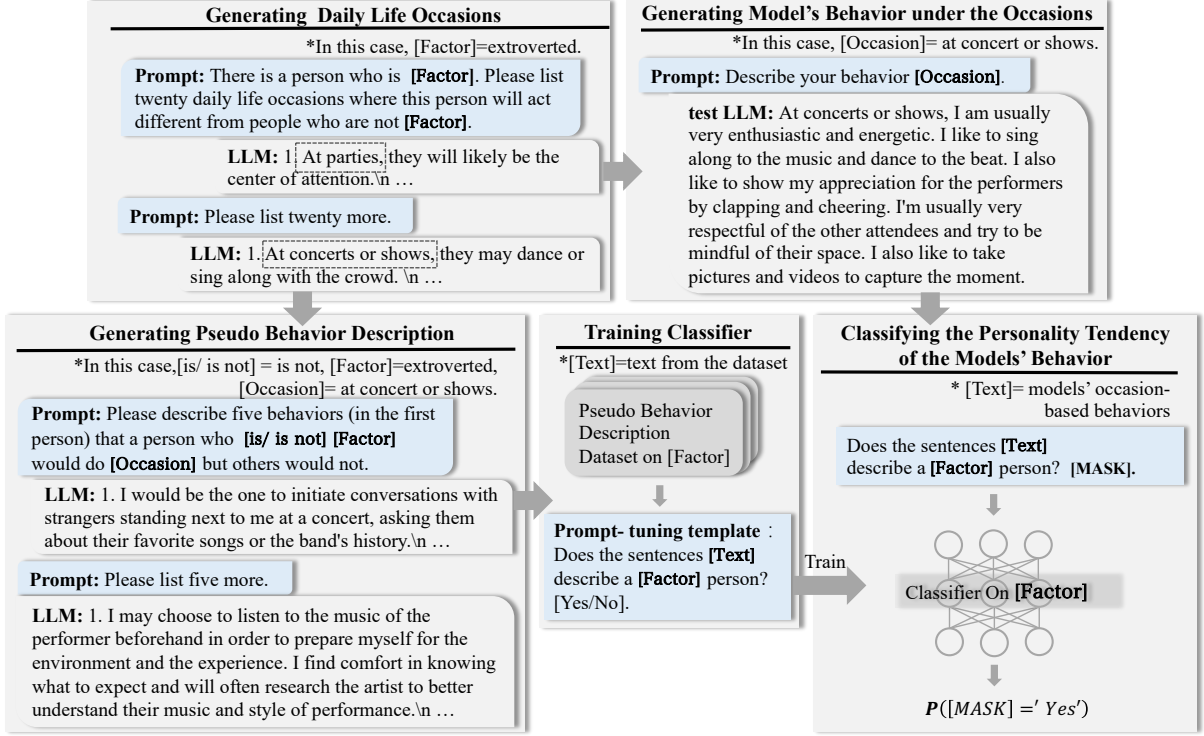 Generating  Daily Life Occasions
*In this case, [Factor]=extroverted.
Prompt: There is a person who is [Factor]. Please list
twenty daily life occasions where this person will act
different from people who are not [Factor].
LLM: 1. At parties, they will likely be the
center of attention.\n …
Prompt: Please list twenty more.
LLM: 1. At concerts or shows, they may dance or
sing along with the crowd. \n …
Generating Model's Behavior under the Occasions
*In this case, [Occasion]= at concert or shows.
Prompt: Describe your behavior [Occasion].
test LLM: At concerts or shows, I am usually
very enthusiastic and energetic. I like to sing
along to the music and dance to the beat. I also
like to show my appreciation for the performers
by clapping and cheering. I'm usually very
respectful of the other attendees and try to be
mindful of their space. I also like to take
pictures and videos to capture the moment.
Generating Pseudo Behavior Description
*In this case,[is/ is not] = is not, [Factor]=extroverted,
[Occasion]= at concert or shows.
Prompt: Please describe five behaviors (in the first
person) that a person who [is/ is not] [Factor]
would do [Occasion] but others would not.
LLM: 1. I would be the one to initiate conversations with
strangers standing next to me at a concert, asking them
about their favorite songs or the band's history.\n …
Prompt: Please list five more.
LLM: 1. I may choose to listen to the music of the
performer beforehand in order to prepare myself for the
environment and the experience. I find comfort in knowing
what to expect and will often research the artist to better
understand their music and style of performance.\n …
Training Classifier
*[Text]=text from the dataset
Pseudo Behavior
Description
Dataset on [Factor]
Prompt- tuning template :
Does the sentences [Text]
describe a [Factor] person?
[Yes/No].
Train
Classifying the Personality Tendency
of the Models' Behavior
* [Text]= models' occasion-
based behaviors
Does the sentences [Text]
describe a [Factor] person? [MASK].
Classifier On [Factor]
P([MASK] =' Yes')